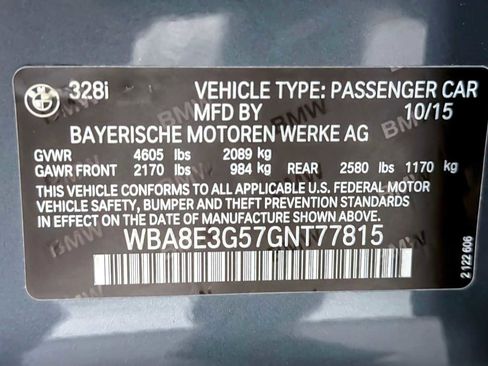 BMW 328i VEHICLE TYPE: PASSENGER CAR
MFD BY 10/15
BAYERISCHE MOTOREN WERKE AG
GVWR 4605 lbs 2089 kg
GAWR FRONT 2170 lbs 984 kg REAR 2580 lbs 1170 kg
THIS VEHICLE CONFORMS TO ALL APPLICABLE U.S. FEDERAL MOTOR
VEHICLE SAFETY, BUMPER, AND THEFT PREVENTION STANDARDS
IN EFFECT ON THE DATE OF MANUFACTURE SHOWN ABOVE.
WBA8E3G57GNT77815
2 122 606